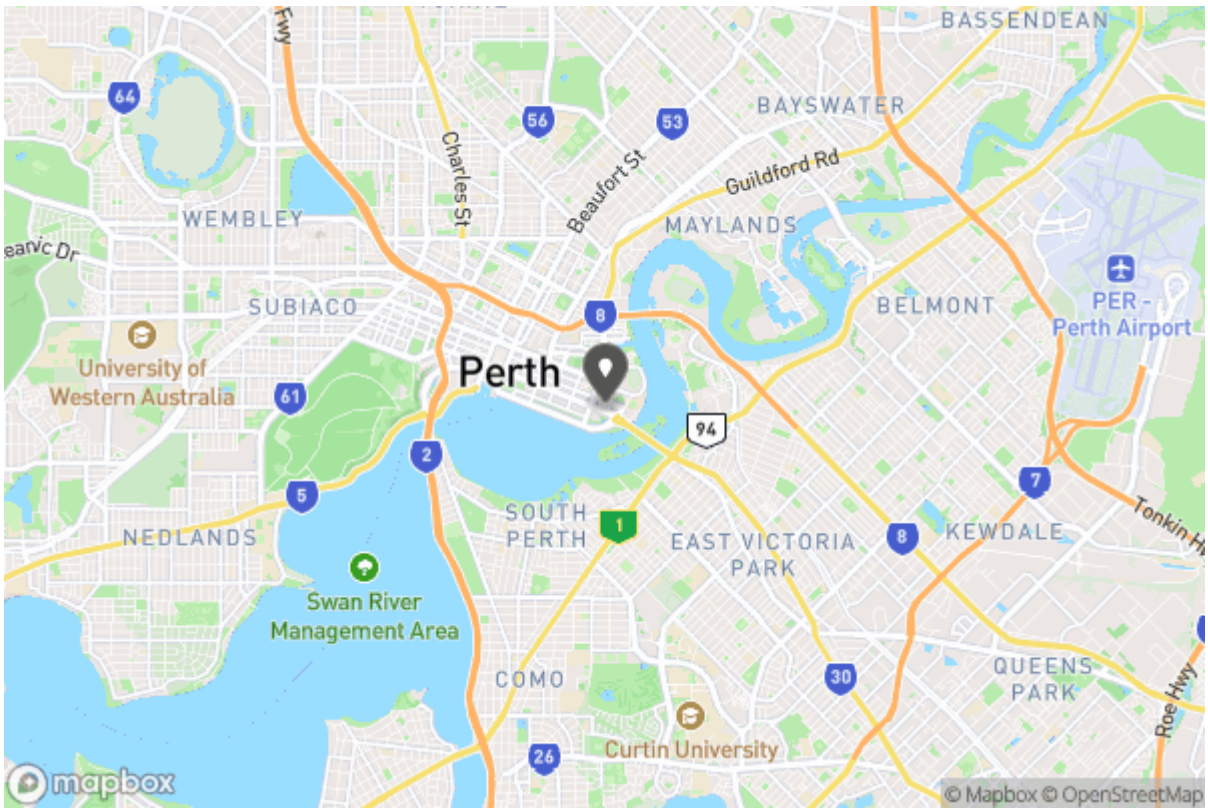 BASSENDEAN
Fwy
64
BAYSWATER
56
53
Charles St
Beaufort St
Guildford Rd
WEMBLEY
MAYLANDS
eanic Dr
SUBIACO
BELMONT
PER -
Perth Airport
8
University of
Western Australia
Perth
61
94
2
7
5
SOUTH
PERTH
1
Tonkin H
NEDLANDS
EAST VICTORIA
PARK
8
KEWDALE
Swan River
Management Area
COMO
30
QUEENS
PARK
Roe Hwy
Curtin University
26
mapbox
© Mapbox © OpenStreetMap